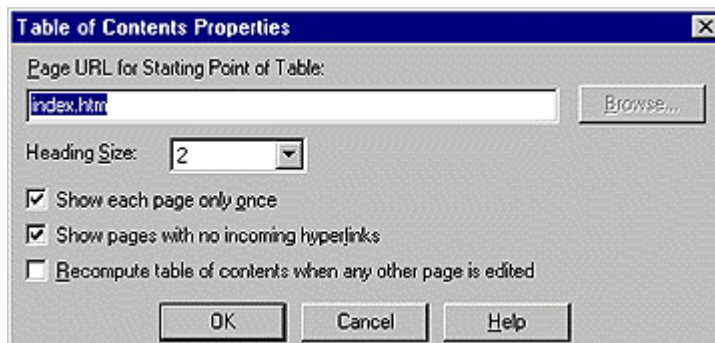 Table of Contents Properties
Page URL for Starting Point of Table:
index.htm
Browse...
Heading Size:
2
Show each page only once
Show pages with no incoming hyperlinks
Recompute table of contents when any other page is edited
OK
Cancel
Help